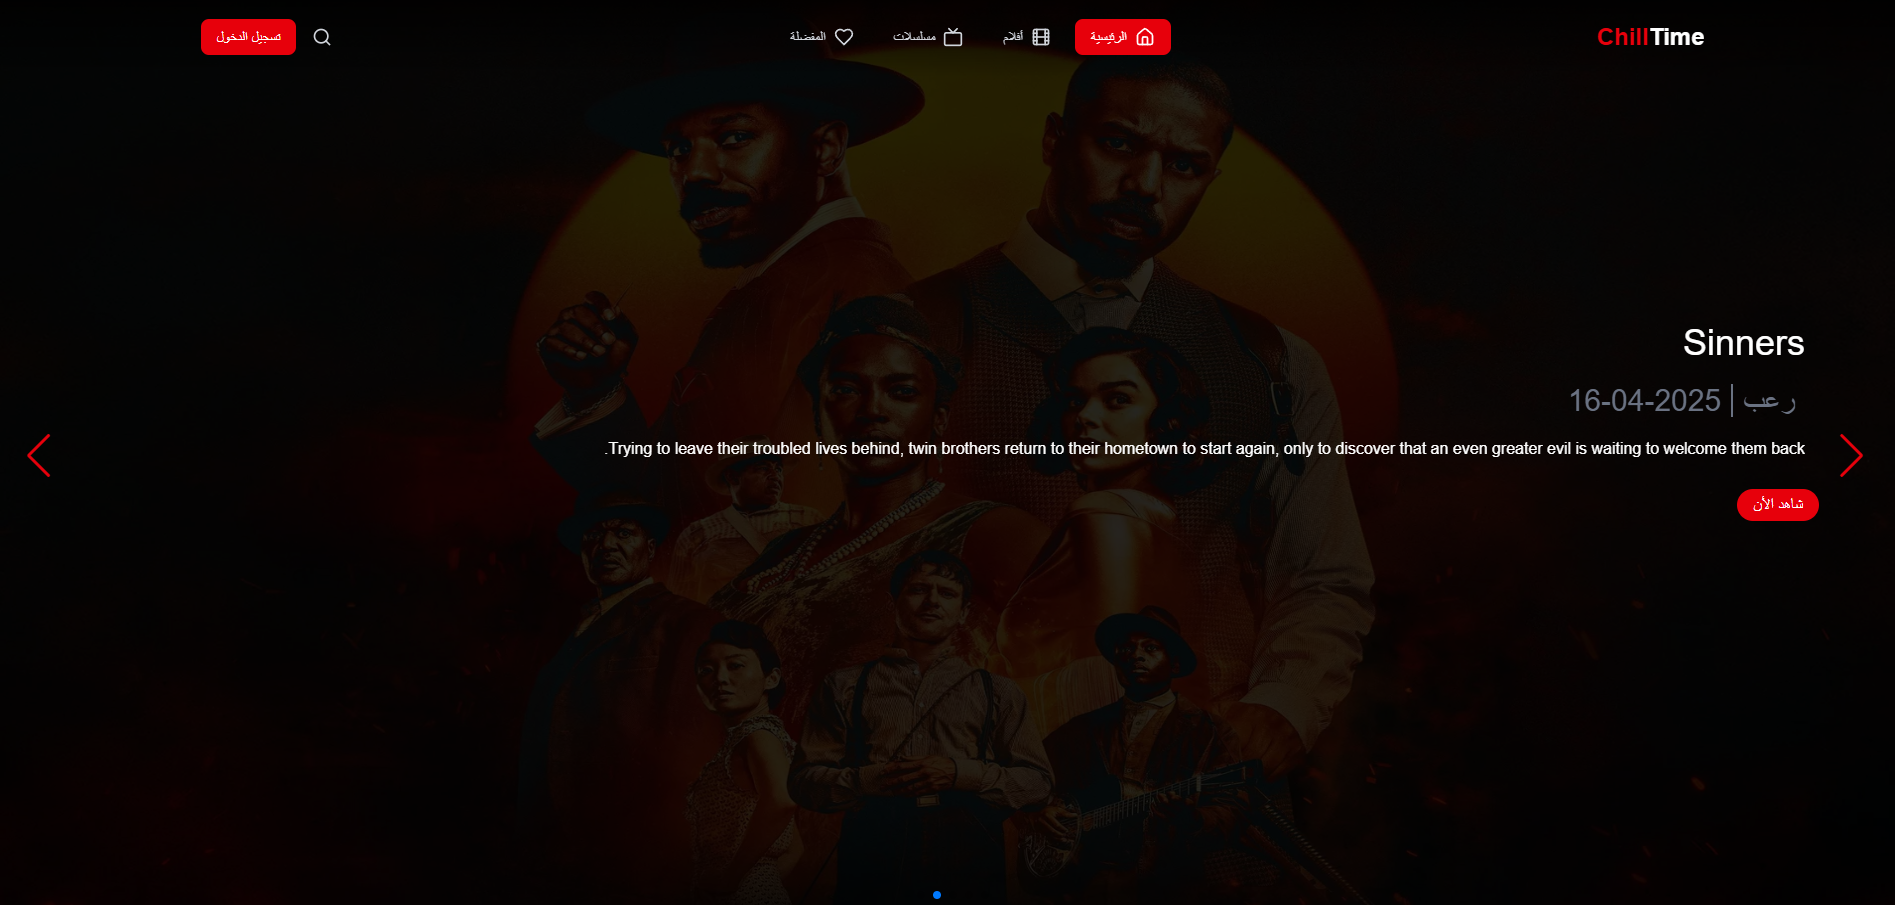 ChillTime
الرئيسية
أفلام
مسلسلات
المفضلة
تسجيل الدخول
Sinners
رعب | 16-04-2025
.Trying to leave their troubled lives behind, twin brothers return to their hometown to start again, only to discover that an even greater evil is waiting to welcome them back
شاهد الأن